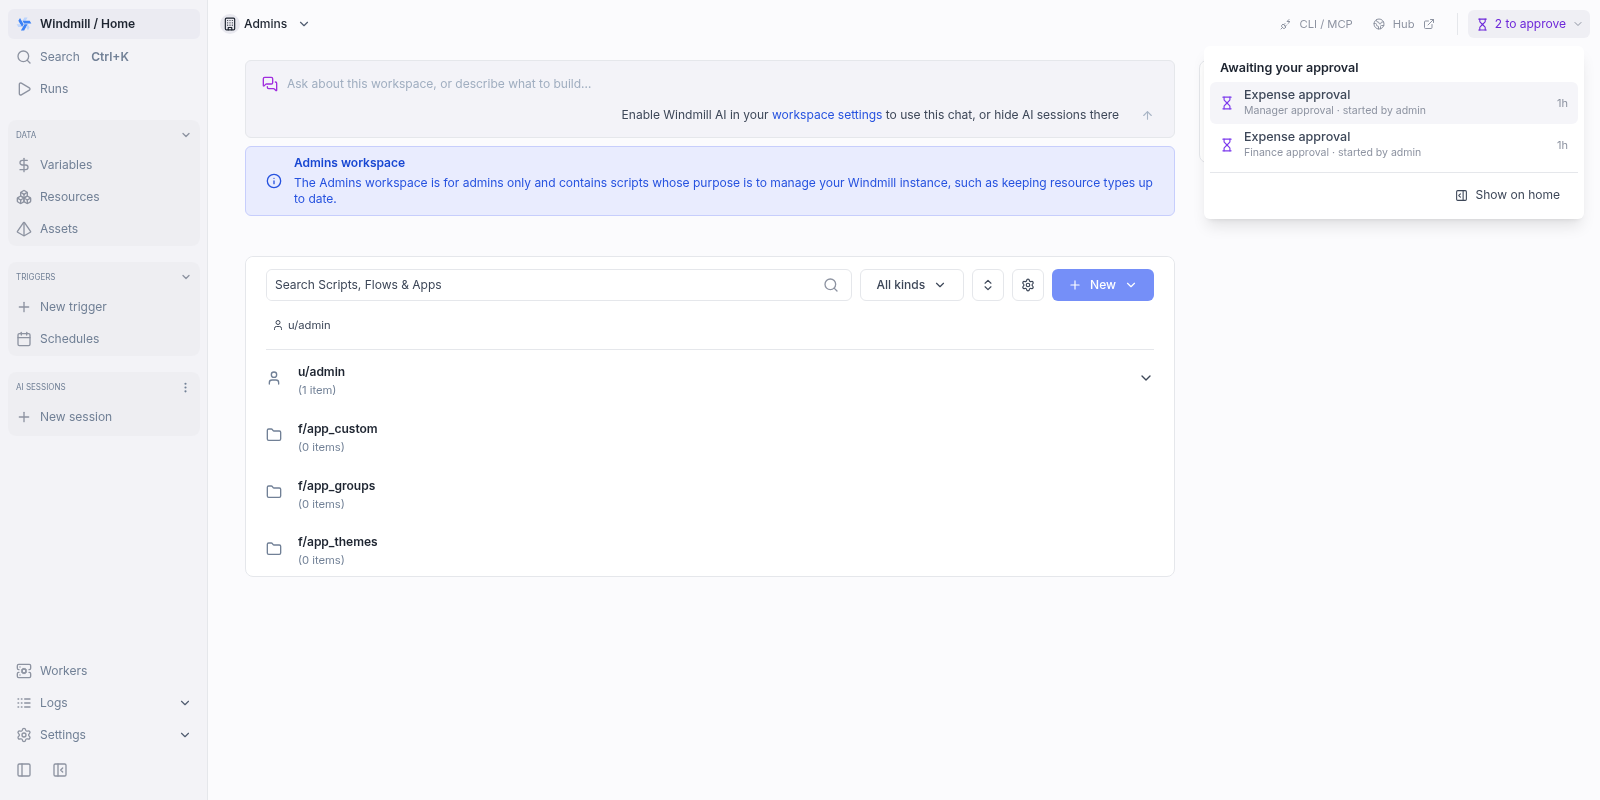 Windmill / Home
Search Ctrl+K
Runs
DATA
Variables
Resources
Assets
TRIGGERS
New trigger
Schedules
AI SESSIONS
New session
Workers
Logs
Settings
Admins
CLI / MCP
Hub
2 to approve
Ask about this workspace, or describe what to build...
Enable Windmill AI in your workspace settings to use this chat, or hide AI sessions there
Admins workspace
The Admins workspace is for admins only and contains scripts whose purpose is to manage your Windmill instance, such as keeping resource types up
to date.
Search Scripts, Flows & Apps
All kinds
New
u/admin
u/admin
(1 item)
f/app_custom
(0 items)
f/app_groups
(0 items)
f/app_themes
(0 items)
Awaiting your approval
Expense approval
Manager approval · started by admin
1h
Expense approval
Finance approval · started by admin
1h
Show on home